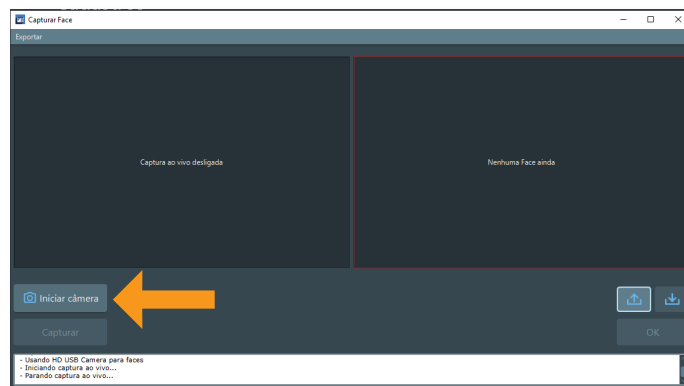 Capturar Face
Exportar
Captura ao vivo desligada
Nenhuma Face ainda
Iniciar câmera
Capturar
OK
- Usando HD USB Camera para faces
- Iniciando captura ao vivo...
- Parando captura ao vivo...